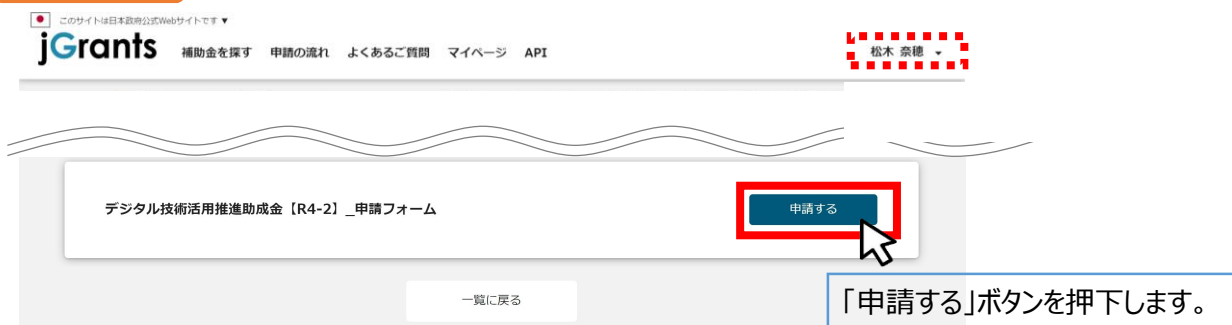 このサイトは日本政府公式Webサイトです ▼
jGrants 補助金を探す 申請の流れ よくあるご質問 マイページ API 松木 奈穂
デジタル技術活用推進助成金【R4-2】_申請フォーム 申請する
一覧に戻る
「申請する」ボタンを押下します。